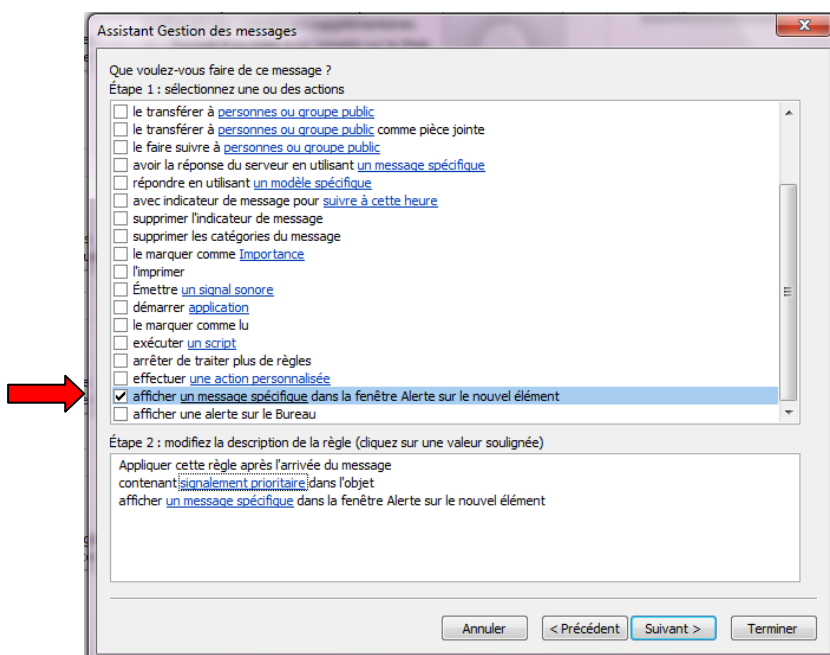 Assistant Gestion des messages
Que voulez-vous faire de ce message ?
Étape 1 : sélectionnez une ou des actions
le transférer à personnes ou groupe public
le transférer à personnes ou groupe public comme pièce jointe
le faire suivre à personnes ou groupe public
avoir la réponse du serveur en utilisant un message spécifique
répondre en utilisant un modèle spécifique
avec indicateur de message pour suivre à cette heure
supprimer l'indicateur de message
supprimer les catégories du message
le marquer comme Importance
l'imprimer
Émettre un signal sonore
démarrer application
le marquer comme lu
exécuter un script
arrêter de traiter plus de règles
effectuer une action personnalisée
afficher un message spécifique dans la fenêtre Alerte sur le nouvel élément
afficher une alerte sur le Bureau
Étape 2 : modifiez la description de la règle (cliquez sur une valeur soulignée)
Appliquer cette règle après l'arrivée du message
contenant signalement prioritaire dans l'objet
afficher un message spécifique dans la fenêtre Alerte sur le nouvel élément
Annuler
< Précédent
Suivant >
Terminer